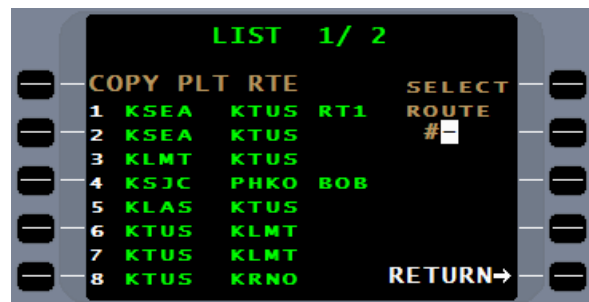 LIST 1/ 2
COPY PLT RTE
SELECT
1 KSEA KTUS RT1 ROUTE
2 KSEA KTUS #-
3 KLMT KTUS
4 KSJC PHKO BOB
5 KLAS KTUS
6 KTUS KLMT
7 KTUS KLMT
8 KTUS KRNO RETURN→